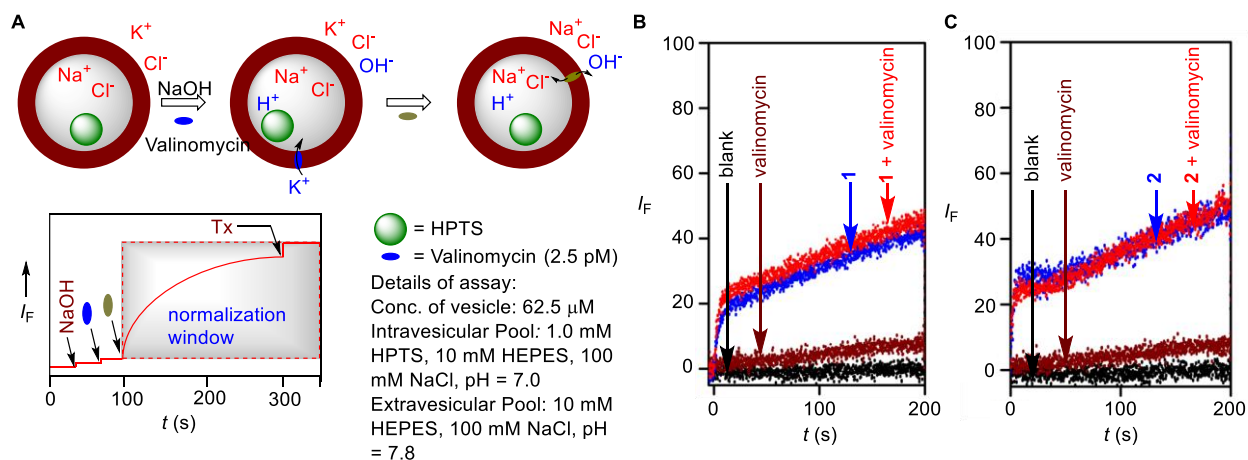 A
K+
Cl-
Na+
Cl-
NaOH
Valinomycin
K+
Cl-
OH-
Na+
Cl-
H+
K+
Na+
Cl-
OH-
Na+
Cl-
H+
IF
NaOH
Tx
normalization
window
0
100
200
300
t (s)
= HPTS
= Valinomycin (2.5 pM)
Details of assay:
Conc. of vesicle: 62.5 μM
Intravesicular Pool: 1.0 mM
HPTS, 10 mM HEPES, 100
mM NaCl, pH = 7.0
Extravesicular Pool: 10 mM
HEPES, 100 mM NaCl, pH
= 7.8
B
100
80
60
40
20
0
IF
blank
valinomycin
1
1 + valinomycin
0
100
200
t (s)
C
100
80
60
40
20
0
IF
blank
valinomycin
2
2 + valinomycin
0
100
200
t (s)